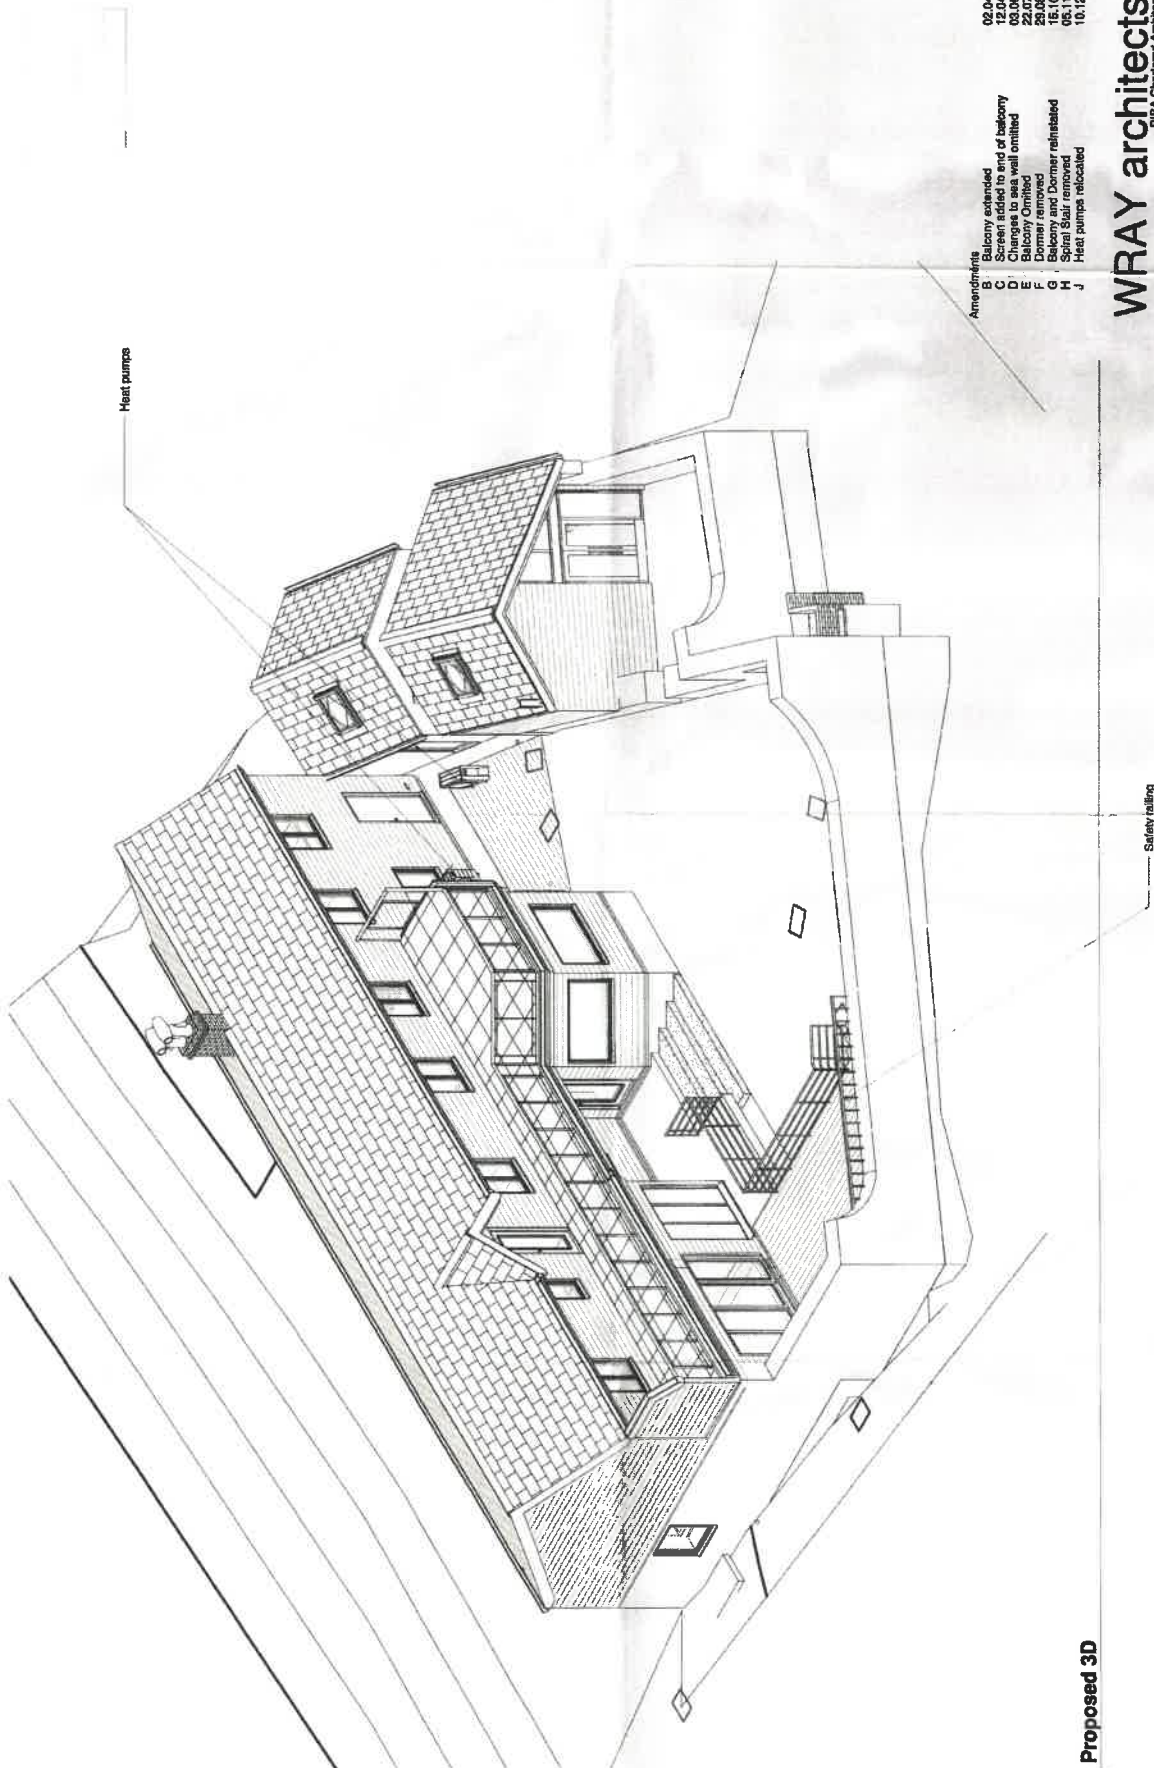 Heat pumps
Amendments
B Balcony extended
C Screen added to end of balcony
D Changes to sea wall omitted
E Balcony Omitted
F Dormer removed
G Balcony and Dormer reinstated
H Spiral Stair removed
J Heat pumps relocated
WRAY architects
Safety railing
Proposed 3D